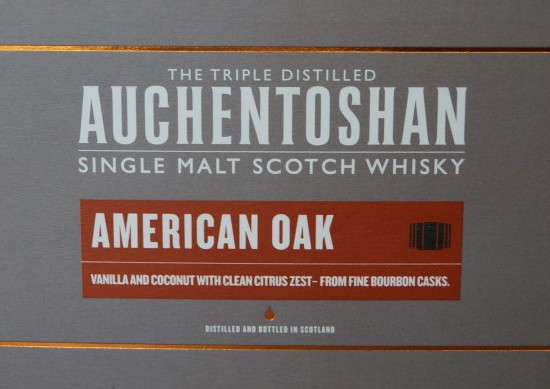 THE TRIPLE DISTILLED
AUCHENTOSHAN
SINGLE MALT SCOTCH WHISKY
AMERICAN OAK
VANILLA AND COCONUT WITH CLEAN CITRUS ZEST– FROM FINE BOURBON CASKS.
DISTILLED AND BOTTLED IN SCOTLAND